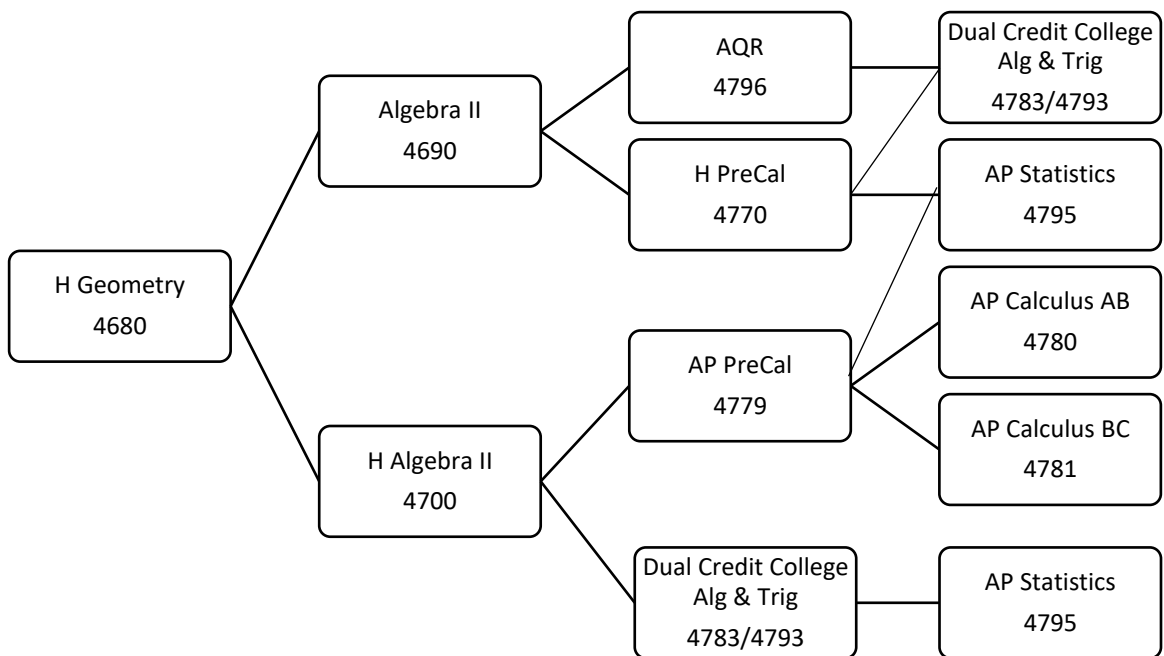 H Geometry
4680
Algebra II
4690
H Algebra II
4700
AQR
4796
H PreCal
4770
AP PreCal
4779
Dual Credit College
Alg & Trig
4783/4793
Dual Credit College
Alg & Trig
4783/4793
AP Statistics
4795
AP Calculus AB
4780
AP Calculus BC
4781
AP Statistics
4795